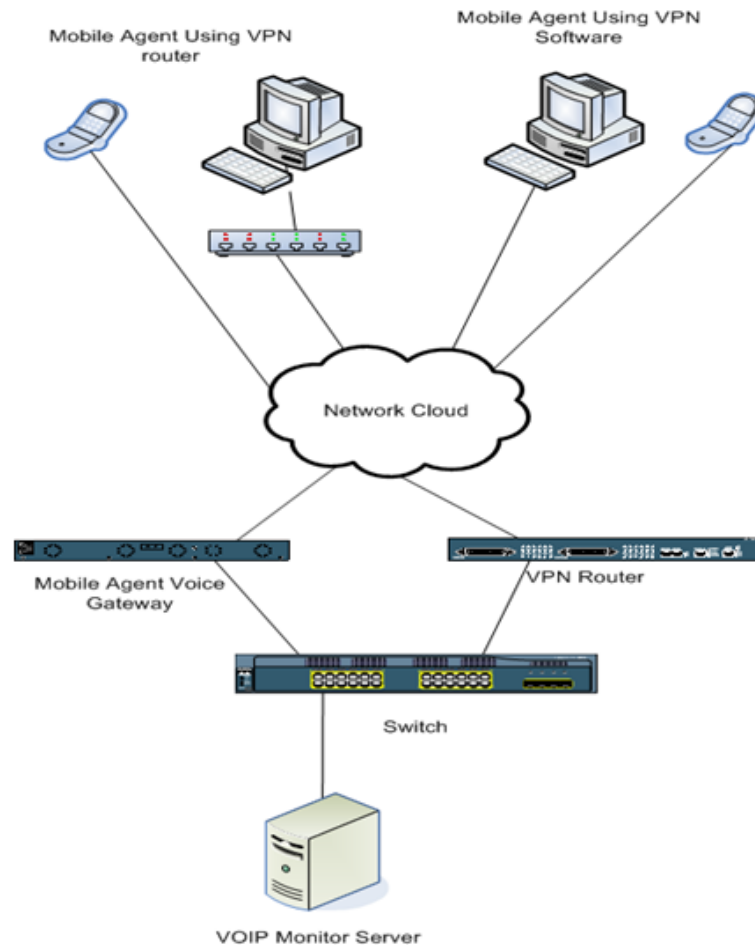 Mobile Agent Using VPN
router
Mobile Agent Using VPN
Software
Network Cloud
Mobile Agent Voice
Gateway
VPN Router
Switch
VOIP Monitor Server